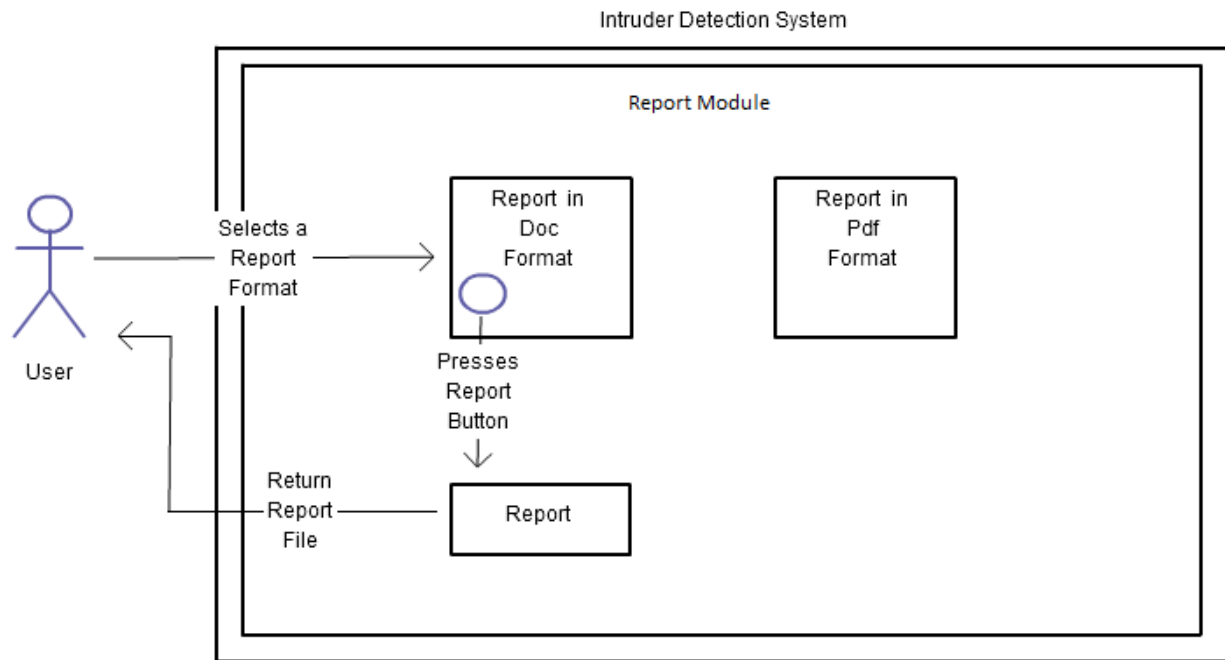 Intruder Detection System
Report Module
Report in
Doc
Format
Report in
Pdf
Format
Selects a
Report
Format
User
Presses
Report
Button
Return
Report
File
Report